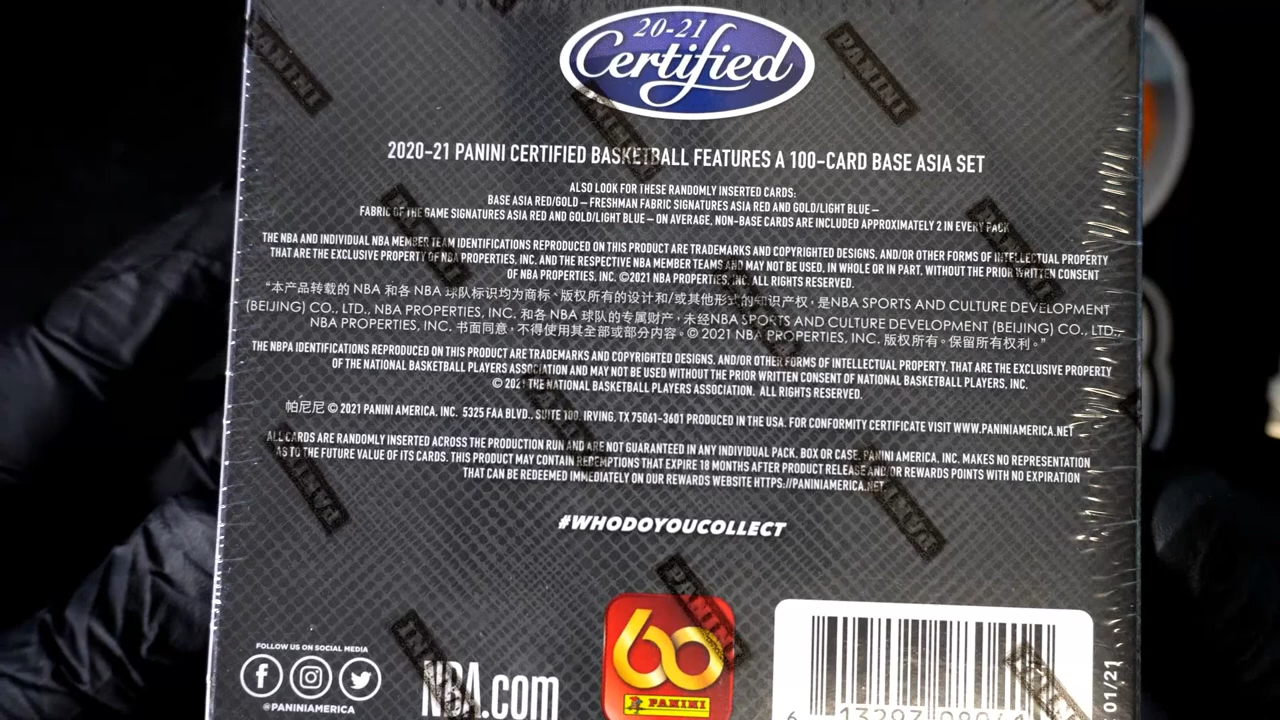 20-21
Certified
2020-21 PANINI CERTIFIED BASKETBALL FEATURES A 100-CARD BASE ASIA SET
ALSO LOOK FOR THESE RANDOMLY INSERTED CARDS:
BASE ASIA RED/GOLD – FRESHMAN FABRIC SIGNATURES ASIA RED AND GOLD/LIGHT BLUE –
FABRIC OF THE GAME SIGNATURES ASIA RED AND GOLD/LIGHT BLUE – ON AVERAGE, NON-BASE CARDS ARE INCLUDED APPROXIMATELY 2 IN EVERY PACK
THE NBA AND INDIVIDUAL NBA MEMBER TEAM IDENTIFICATIONS REPRODUCED ON THIS PRODUCT ARE TRADEMARKS AND COPYRIGHTED DESIGNS, AND/OR OTHER FORMS OF INTELLECTUAL PROPERTY
THAT ARE THE EXCLUSIVE PROPERTY OF NBA PROPERTIES, INC. AND THE RESPECTIVE NBA MEMBER TEAMS AND MAY NOT BE USED, IN WHOLE OR IN PART, WITHOUT THE PRIOR WRITTEN CONSENT
OF NBA PROPERTIES, INC. ©2021 NBA PROPERTIES, INC. ALL RIGHTS RESERVED.
“本产品转载的 NBA 和各 NBA 球队标识均为商标、版权所有的设计和/或其他形式的知识产权，是NBA SPORTS AND CULTURE DEVELOPMENT
(BEIJING) CO., LTD., NBA PROPERTIES, INC. 和各 NBA 球队的专属财产，未经NBA SPORTS AND CULTURE DEVELOPMENT (BEIJING) CO., LTD.,
NBA PROPERTIES, INC. 书面同意，不得使用其全部或部分内容。© 2021 NBA PROPERTIES, INC. 版权所有。保留所有权利。”
THE NBPA IDENTIFICATIONS REPRODUCED ON THIS PRODUCT ARE TRADEMARKS AND COPYRIGHTED DESIGNS, AND/OR OTHER FORMS OF INTELLECTUAL PROPERTY, THAT ARE THE EXCLUSIVE PROPERTY
OF THE NATIONAL BASKETBALL PLAYERS ASSOCIATION AND MAY NOT BE USED WITHOUT THE PRIOR WRITTEN CONSENT OF NATIONAL BASKETBALL PLAYERS, INC.
© 2021 THE NATIONAL BASKETBALL PLAYERS ASSOCIATION. ALL RIGHTS RESERVED.
帕尼尼 © 2021 PANINI AMERICA, INC. 5325 FAA BLVD., SUITE 100, IRVING, TX 75061-3601 PRODUCED IN THE USA. FOR CONFORMITY CERTIFICATE VISIT WWW.PANINIAMERICA.NET
ALL CARDS ARE RANDOMLY INSERTED ACROSS THE PRODUCTION RUN AND ARE NOT GUARANTEED IN ANY INDIVIDUAL PACK, BOX OR CASE. PANINI AMERICA, INC. MAKES NO REPRESENTATION
AS TO THE FUTURE VALUE OF ITS CARDS. THIS PRODUCT MAY CONTAIN REDEMPTIONS THAT EXPIRE 18 MONTHS AFTER PRODUCT RELEASE AND/OR REWARDS POINTS WITH NO EXPIRATION
THAT CAN BE REDEEMED IMMEDIATELY ON OUR REWARDS WEBSITE HTTPS://PANINIAMERICA.NET
#WHODOYOUCOLLECT
FOLLOW US ON SOCIAL MEDIA
@PANINIAMERICA
NBA.com
60
PANINI
01/21
PANINI
PANINI
PANINI
PANINI
PANINI
PANINI
PANINI